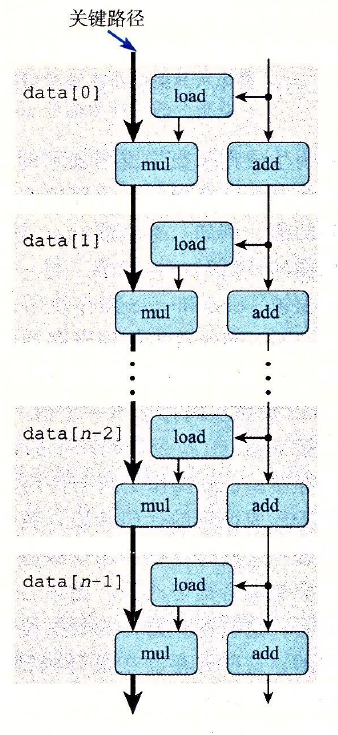 关键路径
data[0]
load
mul
add
data[1]
load
mul
add
data[n-2]
load
mul
add
data[n-1]
load
mul
add